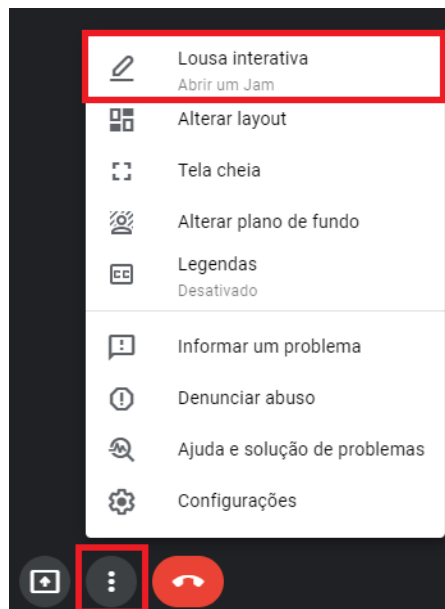 Lousa interativa
Abrir um Jam
Alterar layout
Tela cheia
Alterar plano de fundo
CC
Legendas
Desativado
Informar um problema
Denunciar abuso
Ajuda e solução de problemas
Configurações